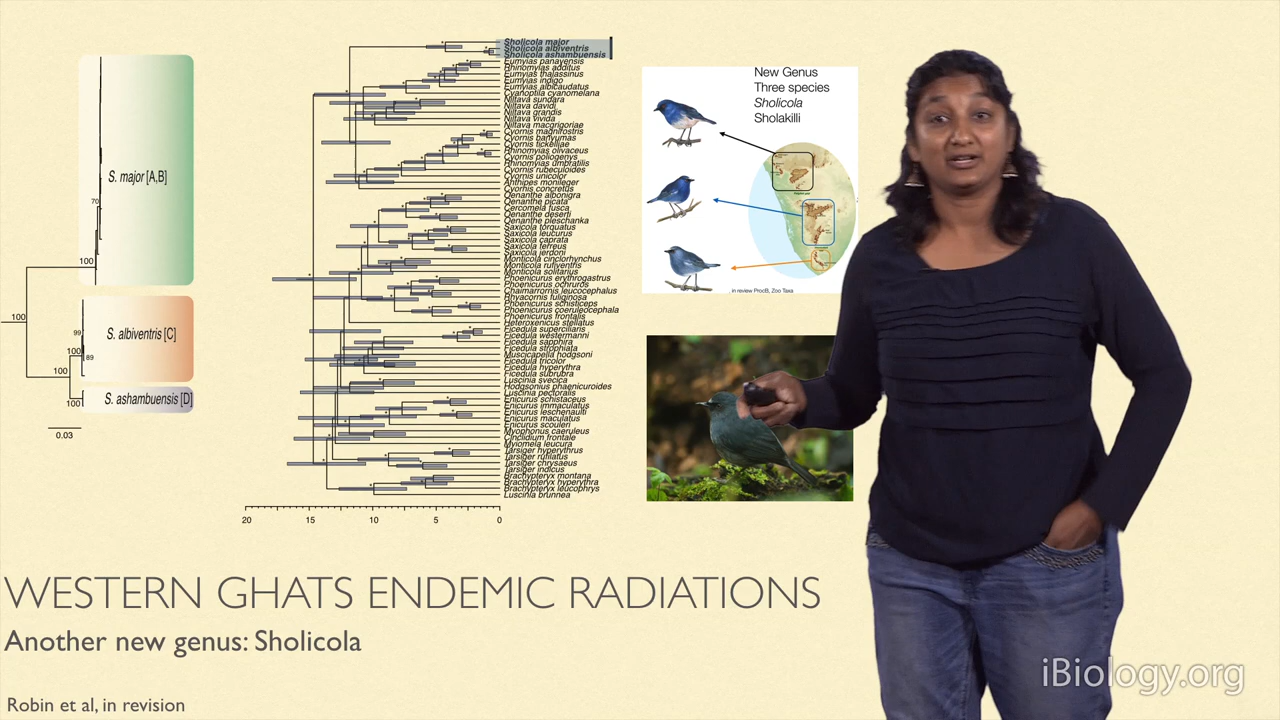 S. major [A,B]
70
100
100
S. albiventris [C]
99
100
89
100
S. ashambuensis [D]
100
0.03
Sholicola major
Sholicola albiventris
Sholicola ashambuensis
Eumyias panayensis
Rhinomyias additus
Eumyias thalassinus
Eumyias indigo
Eumyias albicaudatus
Cyanoptila cyanomelana
Niltava sundara
Niltava davidi
Niltava grandis
Niltava vivida
Niltava macgrigoriae
Cyornis magnirostris
Cyornis banyumas
Cyornis tickelliae
Rhinomyias olivaceus
Cyornis poliogenys
Rhinomyias umbratilis
Cyornis rubeculoides
Cyornis unicolor
Anthipes monileger
Cyornis concretus
Oenanthe albonigra
Oenanthe picata
Cercomela fusca
Oenanthe deserti
Oenanthe pleschanka
Saxicola torquatus
Saxicola leucurus
Saxicola caprata
Saxicola ferreus
Saxicola jerdoni
Monticola cinclorhynchus
Monticola rufiventris
Monticola solitarius
Phoenicurus erythrogastrus
Phoenicurus ochruros
Chaimarrornis leucocephalus
Rhyacornis fuliginosa
Phoenicurus schisticeps
Phoenicurus coeruleocephala
Phoenicurus frontalis
Heteroxenicus stellatus
Ficedula superciliaris
Ficedula westermanni
Ficedula sapphira
Ficedula strophiata
Muscicapella hodgsoni
Ficedula tricolor
Ficedula hyperythra
Ficedula subrubra
Luscinia svecica
Hodgsonius phaenicuroides
Luscinia pectoralis
Enicurus schistaceus
Enicurus immaculatus
Enicurus leschenaulti
Enicurus maculatus
Enicurus scouleri
Myophonus caeruleus
Cinclidium frontale
Myiomela leucura
Tarsiger hyperythrus
Tarsiger rufilatus
Tarsiger chrysaeus
Tarsiger indicus
Brachypteryx montana
Brachypteryx hyperythra
Brachypteryx leucophrys
Luscinia brunnea
20 15 10 5 0
New Genus
Three species
Sholicola
Sholakilli
in review ProcB, Zoo Taxa
WESTERN GHATS ENDEMIC RADIATIONS
Another new genus: Sholicola
Robin et al, in revision
iBiology.org